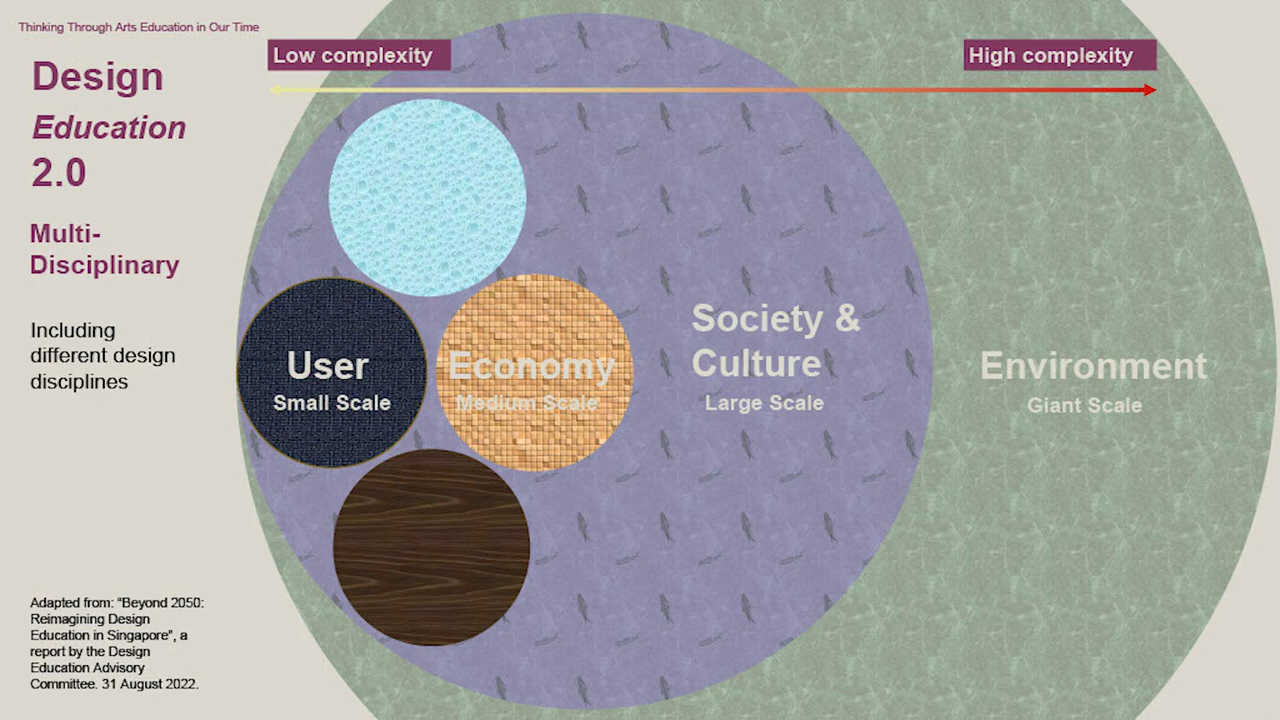 Thinking Through Arts Education in Our Time
Design
Education
2.0
Multi-
Disciplinary
Including
different design
disciplines
Adapted from: “Beyond 2050:
Reimagining Design
Education in Singapore”, a
report by the Design
Education Advisory
Committee. 31 August 2022.
Low complexity
High complexity
User
Small Scale
Economy
Medium Scale
Society &
Culture
Large Scale
Environment
Giant Scale